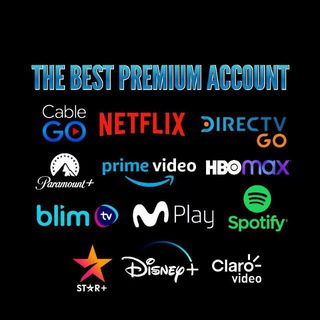 THE BEST PREMIUM ACCOUNT
Cable
GO
NETFLIX
DIRECTV
GO
Paramount+
prime video
HBOmax
blim tv
M Play
Spotify
STAR+
Disney+
Claro
video